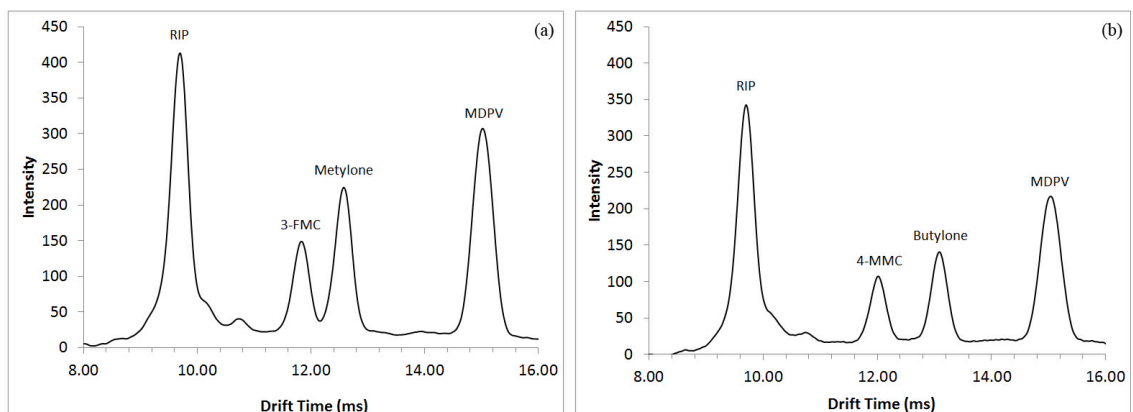 (a)
450
400
350
300
250
200
150
100
50
0
Intensity
RIP
3-FMC
Metylone
MDPV
8.00 10.00 12.00 14.00 16.00
Drift Time (ms)
(b)
450
400
350
300
250
200
150
100
50
0
Intensity
RIP
4-MMC
Butylone
MDPV
8.00 10.00 12.00 14.00 16.00
Drift Time (ms)